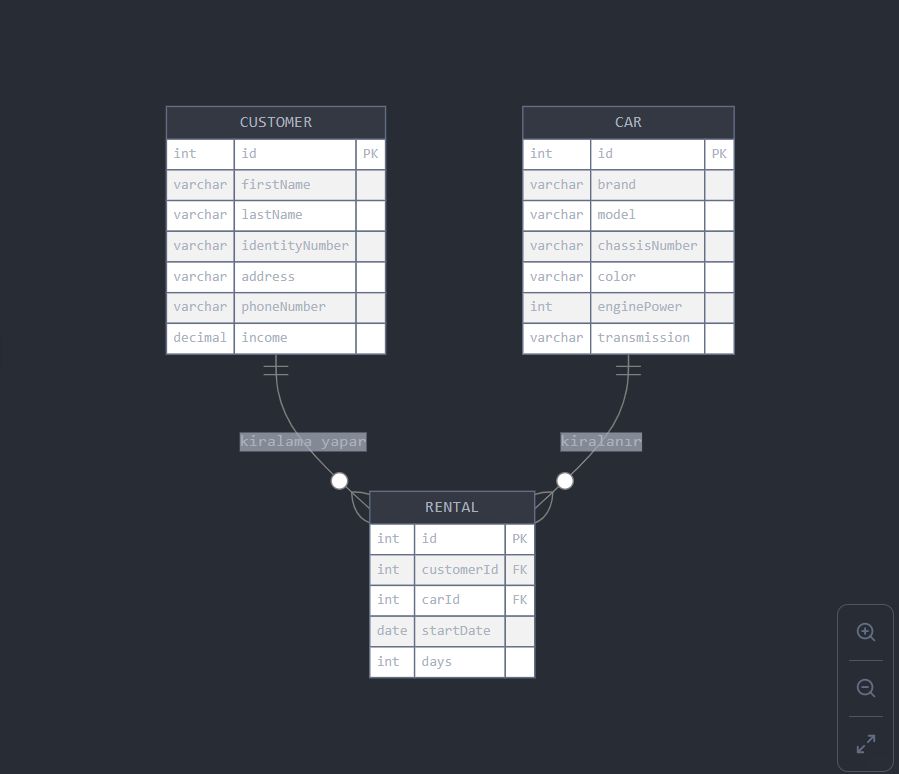 CUSTOMER
int id PK
varchar firstName
varchar lastName
varchar identityNumber
varchar address
varchar phoneNumber
decimal income
CAR
int id PK
varchar brand
varchar model
varchar chassisNumber
varchar color
int enginePower
varchar transmission
kiralama yapar
kiralanır
RENTAL
int id PK
int customerId FK
int carId FK
date startDate
int days